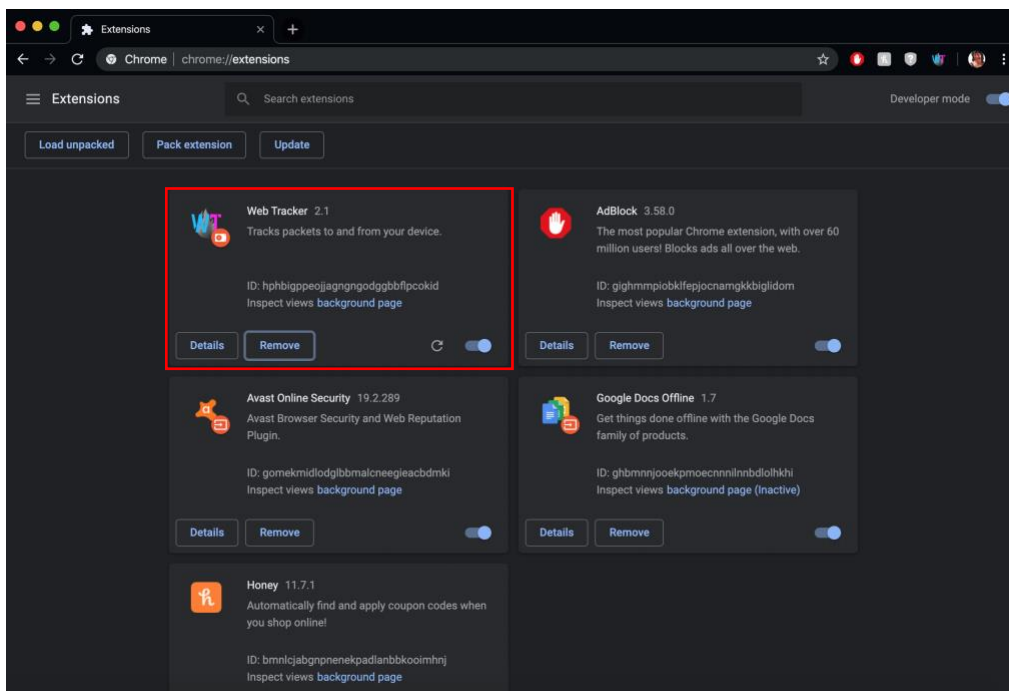 Extensions
Chrome | chrome://extensions
Extensions
Search extensions
Developer mode
Load unpacked
Pack extension
Update
Web Tracker 2.1
Tracks packets to and from your device.
ID: hphbigppeojjagngngodggbbflpcokid
Inspect views background page
Details
Remove
AdBlock 3.58.0
The most popular Chrome extension, with over 60
million users! Blocks ads all over the web.
ID: gighmmpiobklfepjocnamgkkbiglidom
Inspect views background page
Details
Remove
Avast Online Security 19.2.289
Avast Browser Security and Web Reputation
Plugin.
ID: gomekmidlodglbbmalcneegieacbdmki
Inspect views background page
Details
Remove
Google Docs Offline 1.7
Get things done offline with the Google Docs
family of products.
ID: ghbmnnjooekpmoecnnnilnnbdlolhkhi
Inspect views background page (Inactive)
Details
Remove
Honey 11.7.1
Automatically find and apply coupon codes when
you shop online!
ID: bmnlcjabgnpnenekpadlanbbkooimhnj
Inspect views background page